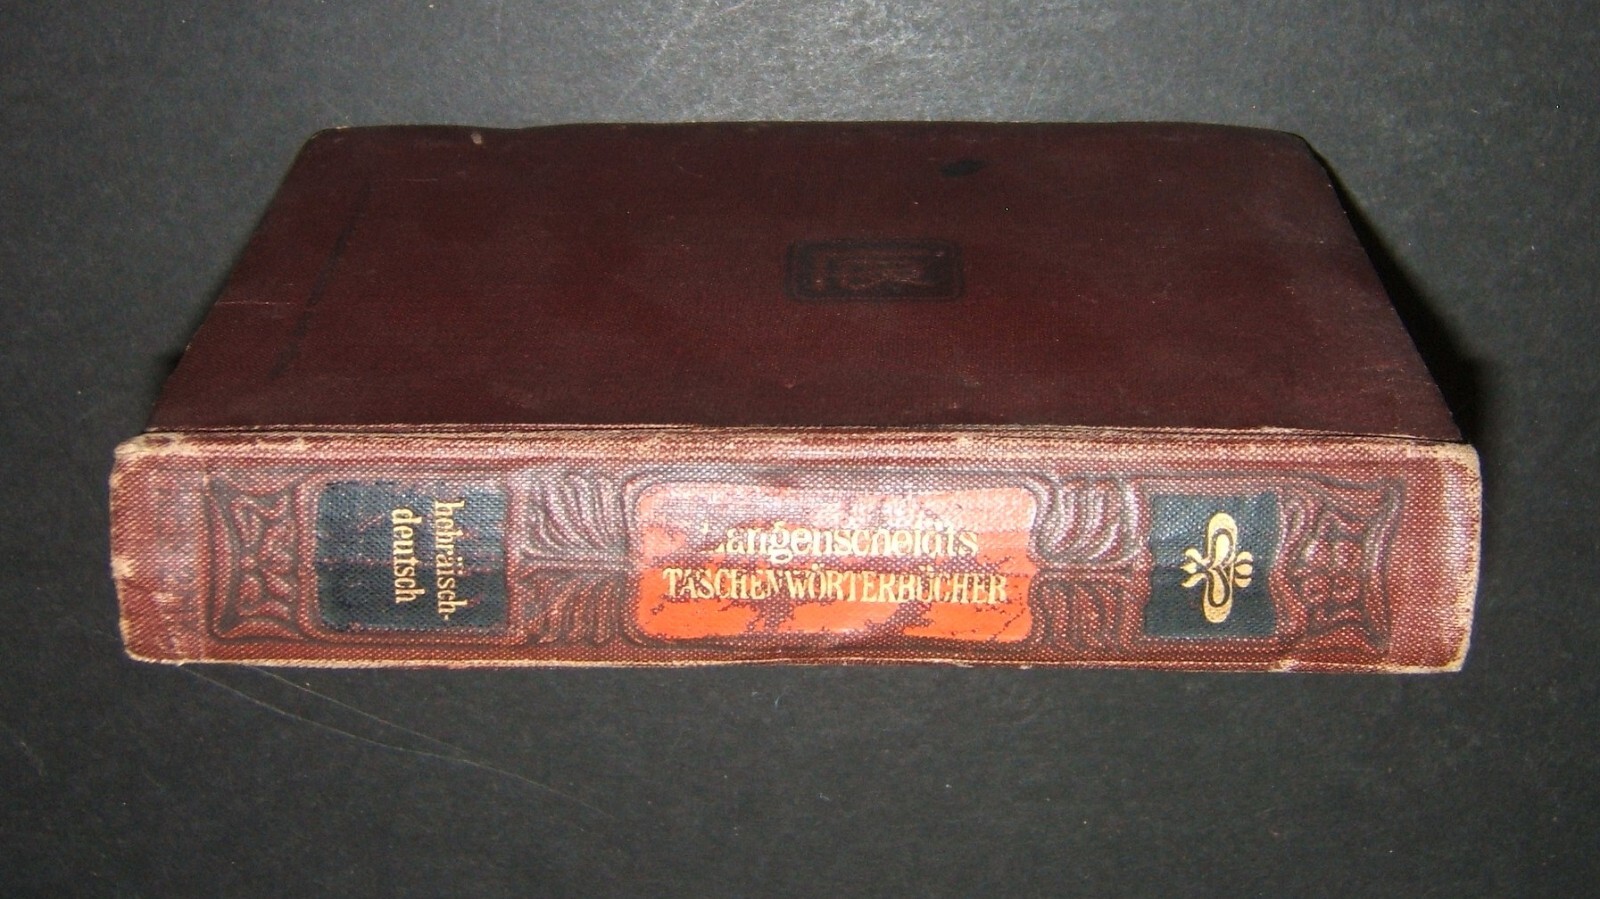 hebräisch-
deutsch
Langenscheidts
TASCHENWÖRTERBÜCHER